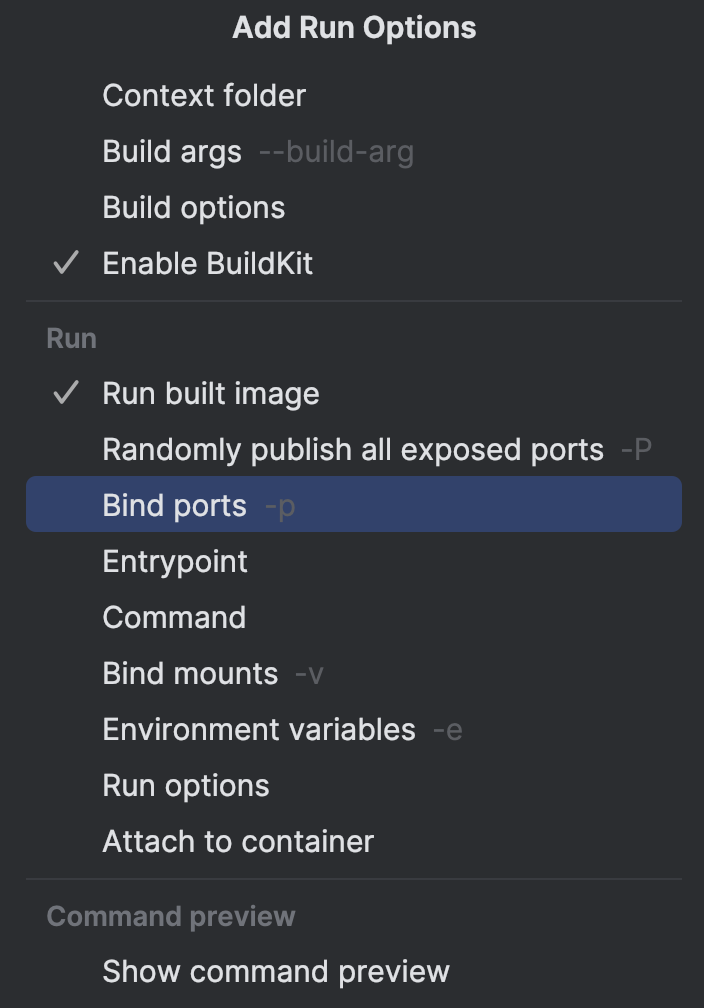 Add Run Options
Context folder
Build args --build-arg
Build options
Enable BuildKit
Run
Run built image
Randomly publish all exposed ports -P
Bind ports -p
Entrypoint
Command
Bind mounts -v
Environment variables -e
Run options
Attach to container
Command preview
Show command preview